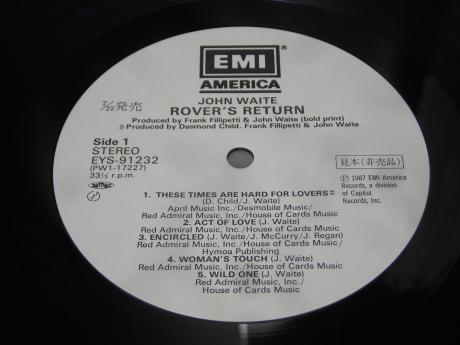 EMI
AMERICA
®
JOHN WAITE
ROVER'S RETURN
Produced by Frank Fillipetti & John Waite (bold print)
Produced by Desmond Child, Frank Fillipetti & John Waite
7/22発売
Side 1
STEREO
EYS-91232
(PW1-17227)
33⅓ r.p.m.
見本(非売品)
Ⓟ 1987 EMI America
Records, a division
of Capitol
Records, Inc.
1. THESE TIMES ARE HARD FOR LOVERS
(D. Child/J. Waite)
April Music Inc./Desmobile Music/
Red Admiral Music, Inc./House of Cards Music
2. ACT OF LOVE (J. Waite)
Red Admiral Music, Inc./House of Cards Music
3. ENCIRCLED (J. Waite/J. McCurry/J. Regan)
Red Admiral Music, Inc./House of Cards Music/
Hymoa Publishing
4. WOMAN'S TOUCH (J. Waite)
Red Admiral Music, Inc./House of Cards Music
5. WILD ONE (J. Waite)
Red Admiral Music, Inc./
House of Cards Music